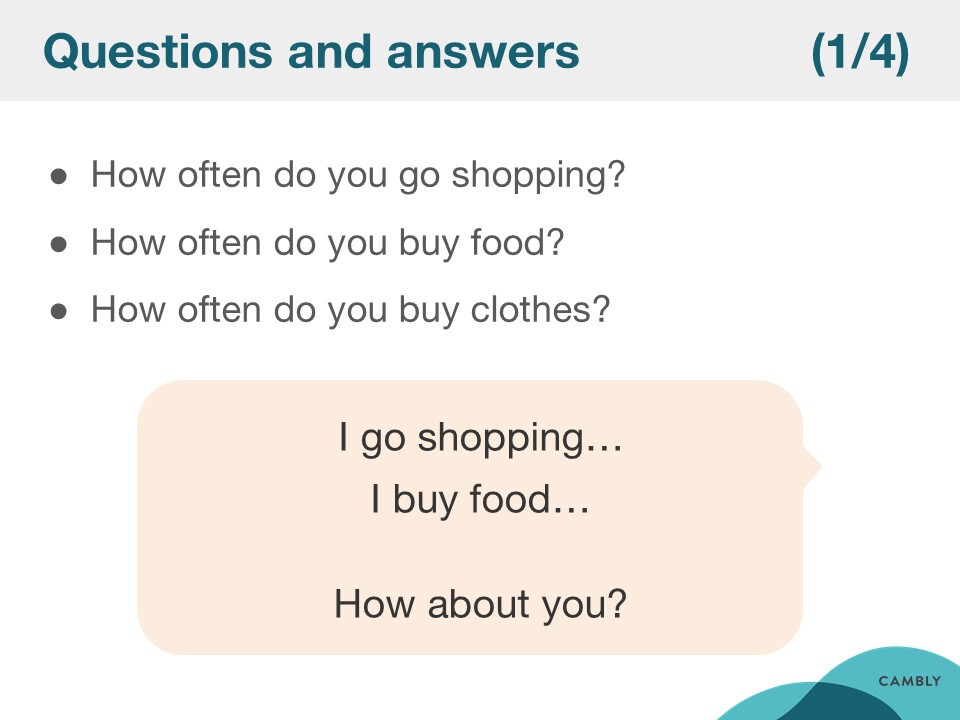 Questions and answers (1/4)
● How often do you go shopping?
● How often do you buy food?
● How often do you buy clothes?
I go shopping…
I buy food…
How about you?
CAMBLY